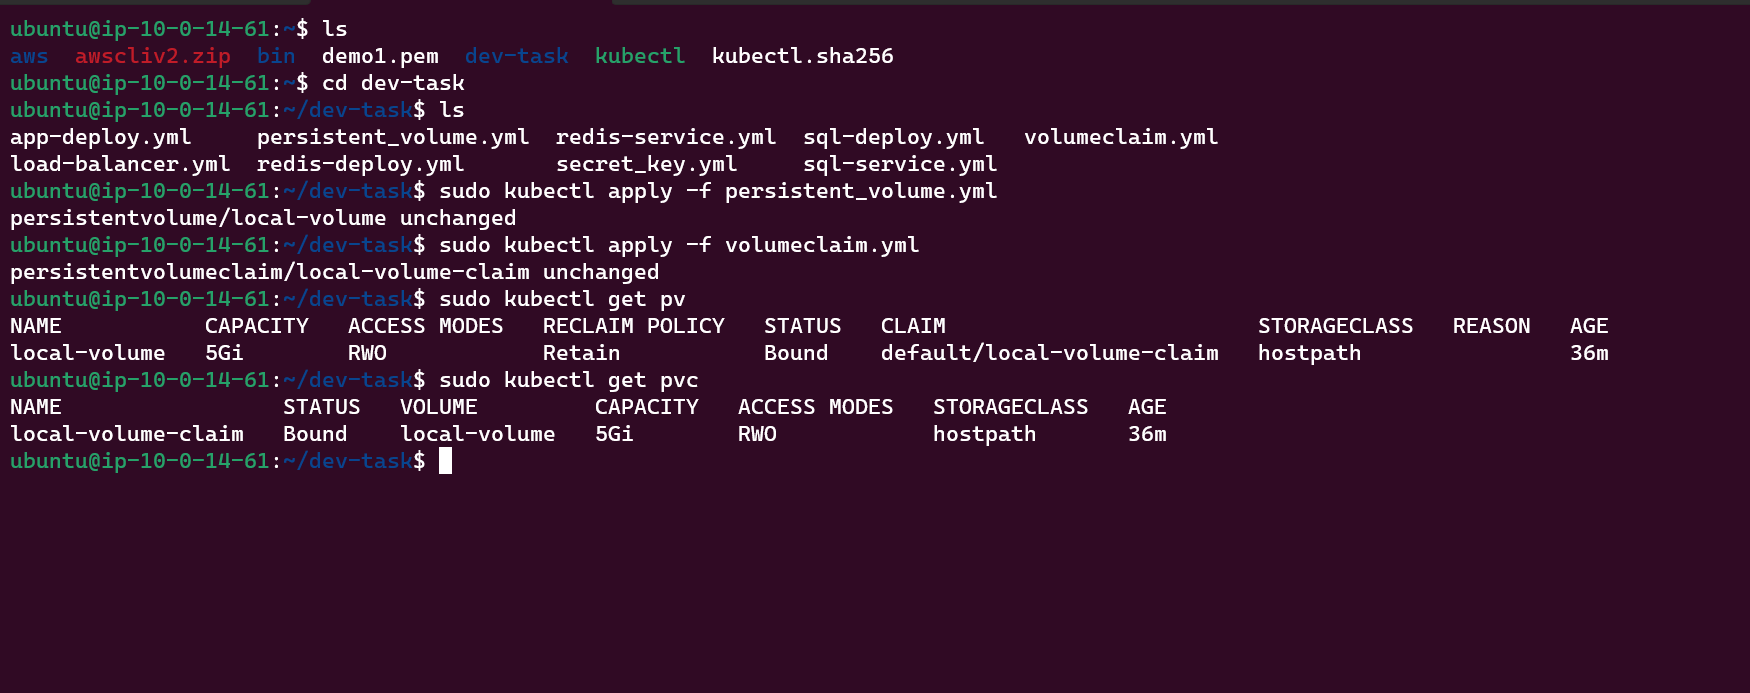 ubuntu@ip-10-0-14-61:~$ ls
aws  awscliv2.zip  bin  demo1.pem  dev-task  kubectl  kubectl.sha256
ubuntu@ip-10-0-14-61:~$ cd dev-task
ubuntu@ip-10-0-14-61:~/dev-task$ ls
app-deploy.yml     persistent_volume.yml  redis-service.yml  sql-deploy.yml   volumeclaim.yml
load-balancer.yml  redis-deploy.yml       secret_key.yml     sql-service.yml
ubuntu@ip-10-0-14-61:~/dev-task$ sudo kubectl apply -f persistent_volume.yml
persistentvolume/local-volume unchanged
ubuntu@ip-10-0-14-61:~/dev-task$ sudo kubectl apply -f volumeclaim.yml
persistentvolumeclaim/local-volume-claim unchanged
ubuntu@ip-10-0-14-61:~/dev-task$ sudo kubectl get pv
NAME           CAPACITY   ACCESS MODES   RECLAIM POLICY   STATUS   CLAIM                        STORAGECLASS   REASON   AGE
local-volume   5Gi        RWO            Retain           Bound    default/local-volume-claim   hostpath                36m
ubuntu@ip-10-0-14-61:~/dev-task$ sudo kubectl get pvc
NAME                 STATUS   VOLUME         CAPACITY   ACCESS MODES   STORAGECLASS   AGE
local-volume-claim   Bound    local-volume   5Gi        RWO            hostpath       36m
ubuntu@ip-10-0-14-61:~/dev-task$